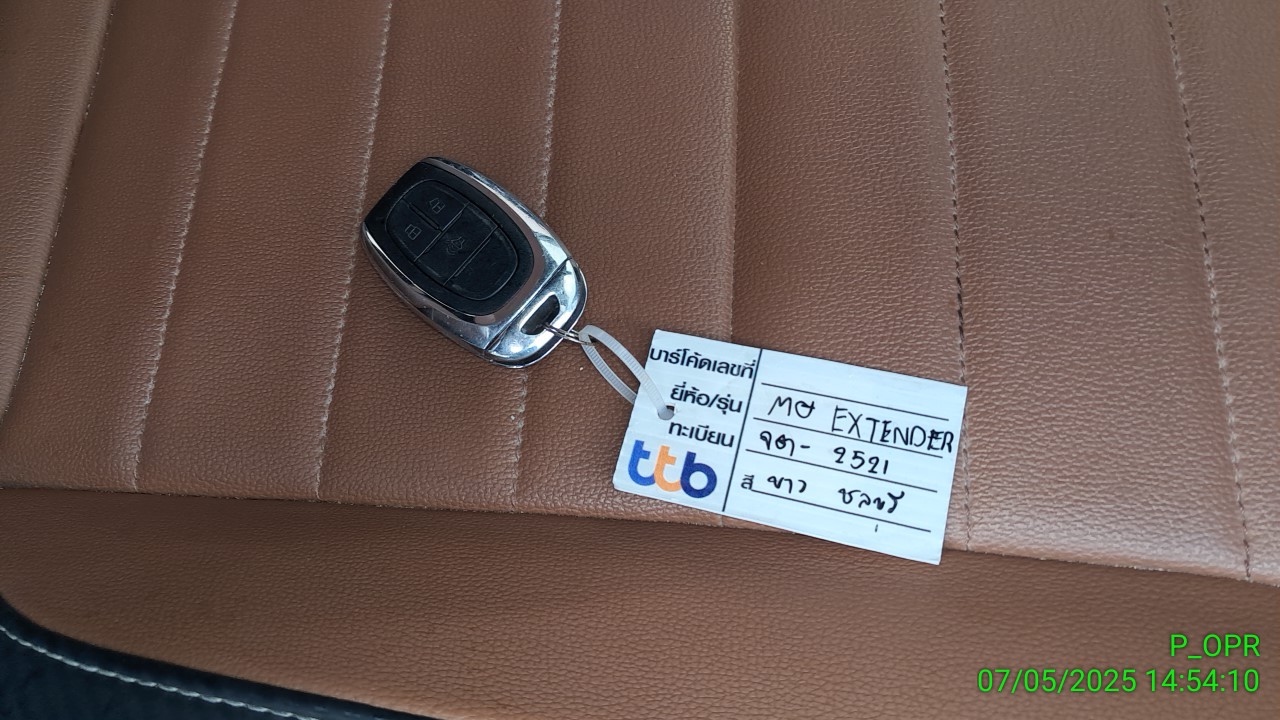 บาร์โค้ดเลขที่
ยี่ห้อ/รุ่น MG EXTENDER
ทะเบียน ๑ฒ- 2521
ttb สี ขาว ชลบุรี
P_OPR
07/05/2025 14:54:10